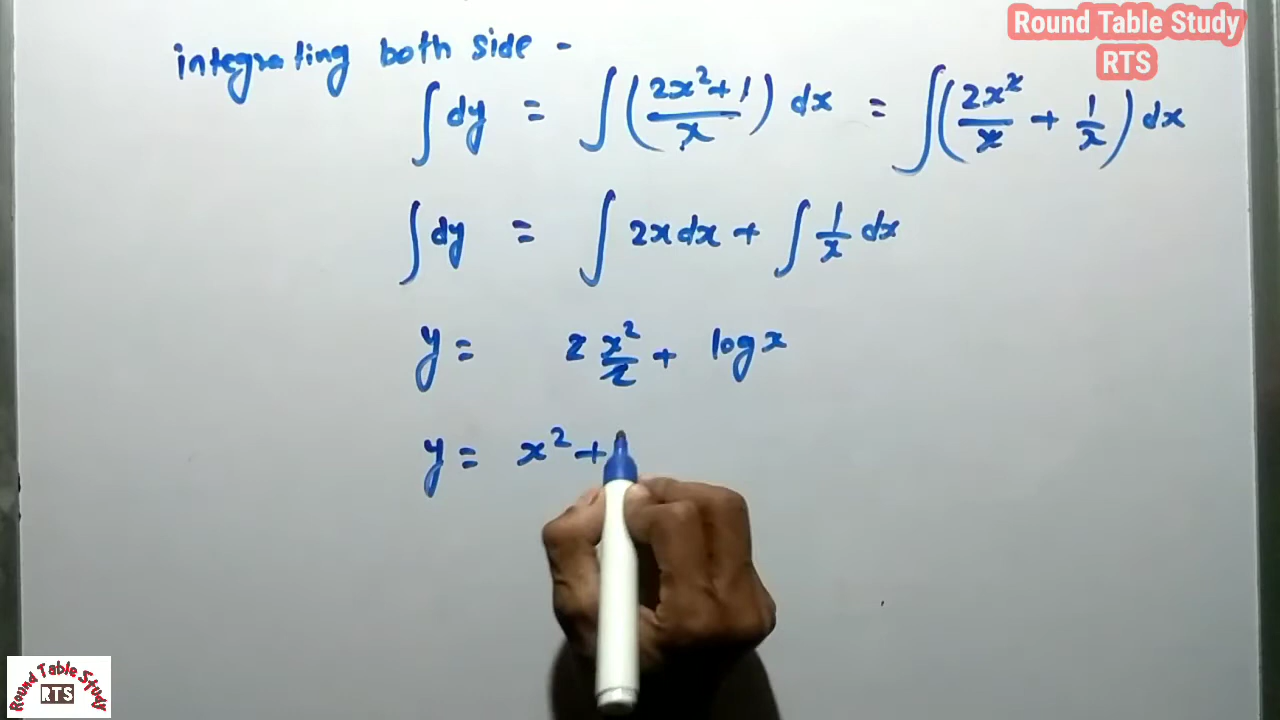 Round Table Study
RTS
integrating both side -
∫ dy = ∫ (2x²+1/x) dx = ∫ (2x²/x + 1/x) dx
∫ dy = ∫ 2x dx + ∫ 1/x dx
y = 2 x²/2 + log x
y = x² +
Round Table Study
RTS